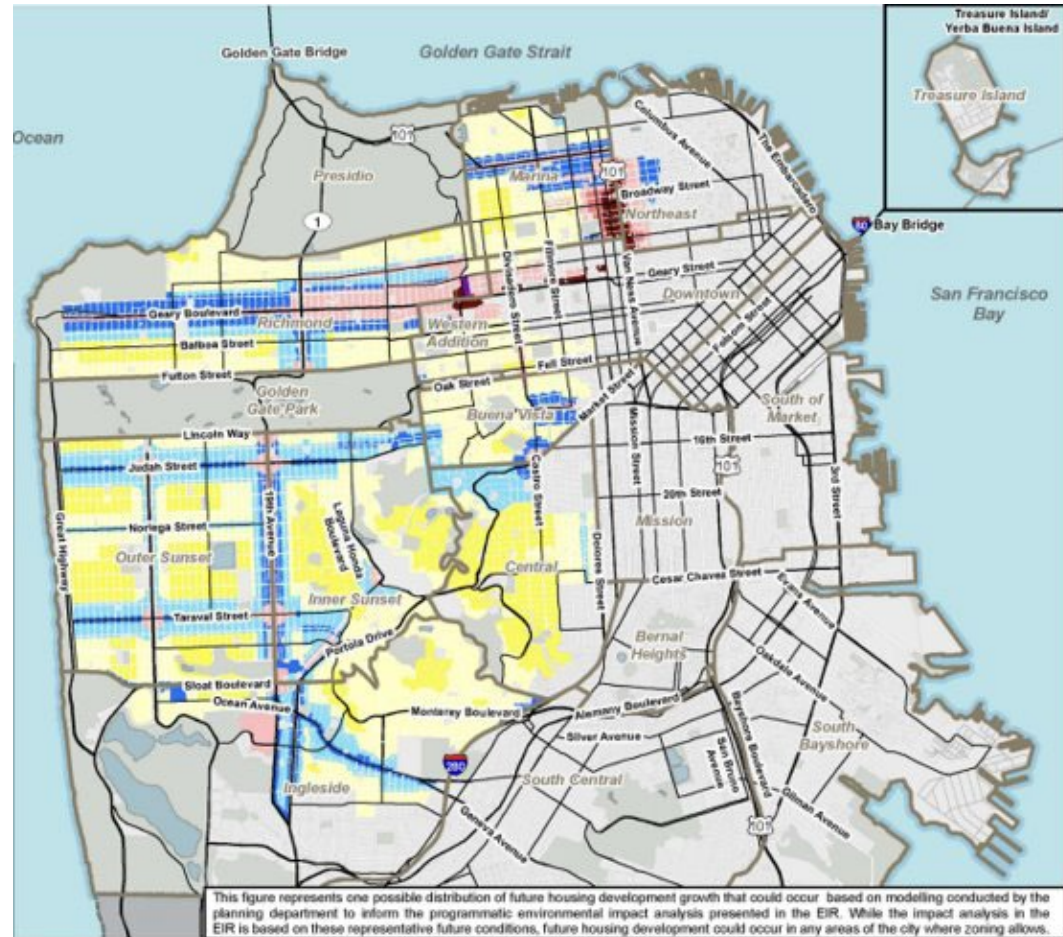 Treasure Island/
Yerba Buena Island
Treasure Island
Golden Gate Bridge
Golden Gate Strait
Ocean
101
Presidio
1
Marina
101
Columbus Avenue
The Embarcadero
Broadway Street
Northeast
80
Bay Bridge
San Francisco
Bay
Divisadero Street
Fillmore Street
Van Ness Avenue
Geary Street
Downtown
Folsom Street
Geary Boulevard
Richmond
Balboa Street
Western
Addition
Fulton Street
Fell Street
Oak Street
Golden
Gate Park
Buena Vista
Market Street
South of
Market
Lincoln Way
Judah Street
16th Street
101
Mission Street
Castro Street
20th Street
3rd Street
Great Highway
19th Avenue
Noriega Street
Outer Sunset
Laguna Honda
Boulevard
Mission
Dolores Street
Central
Cesar Chaves Street
Evans Avenue
Inner Sunset
Taraval Street
Portola Drive
Bernal
Heights
Oakdale Avenue
Sloat Boulevard
Ocean Avenue
Monterey Boulevard
Alemany Boulevard
Silver Avenue
Bayshore Boulevard
San Bruno
Avenue
South
Bayshore
280
South Central
Ingleside
Geneva Avenue
Gilman Avenue
101
This figure represents one possible distribution of future housing development growth that could occur based on modelling conducted by the
planning department to inform the programmatic environmental impact analysis presented in the EIR. While the impact analysis in the
EIR is based on these representative future conditions, future housing development could occur in any areas of the city where zoning allows.